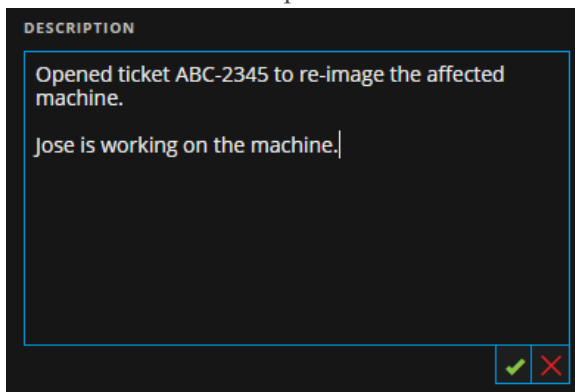 DESCRIPTION
Opened ticket ABC-2345 to re-image the affected
machine.
Jose is working on the machine.